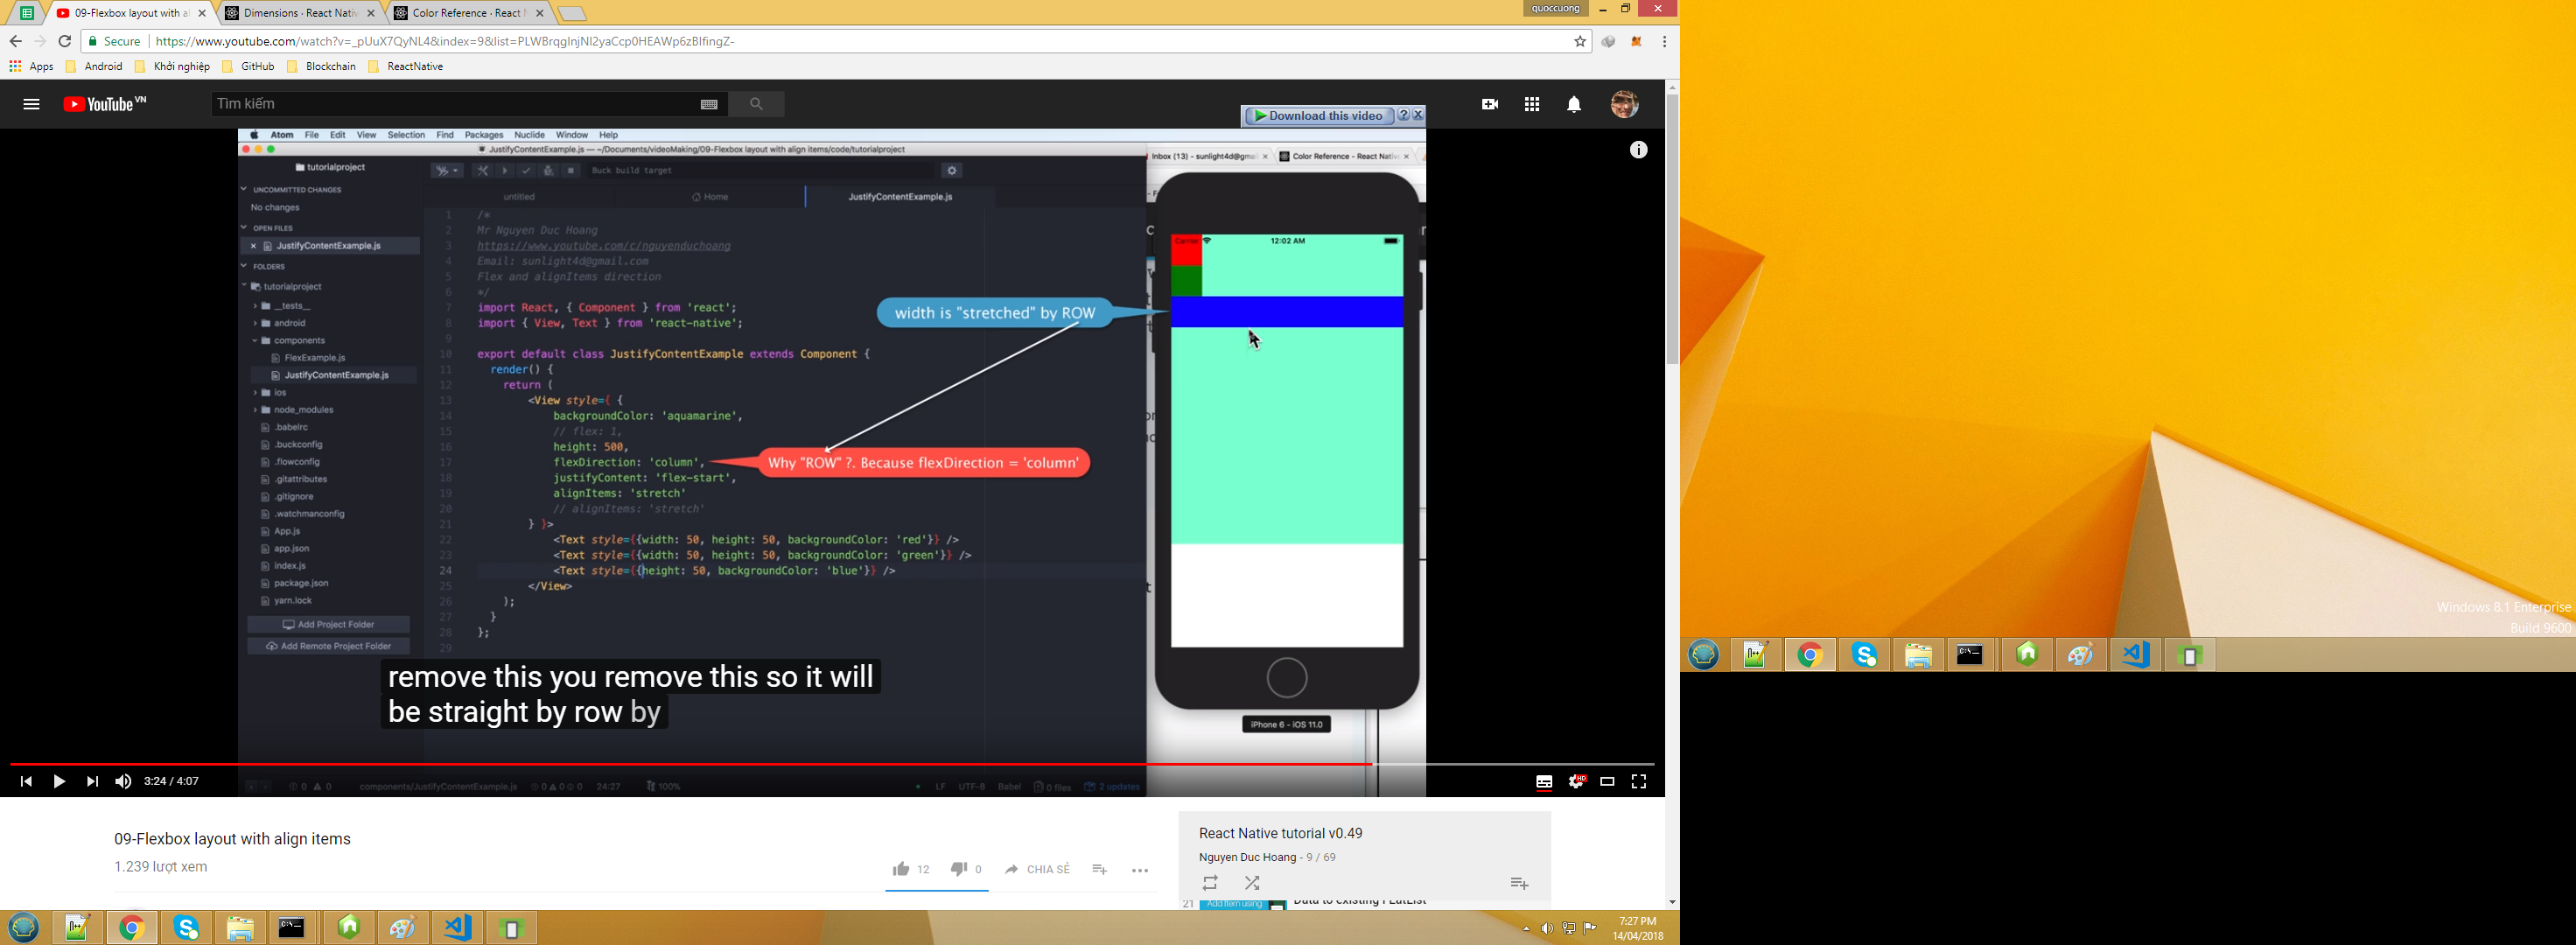 09-Flexbox layout with al
Dimensions · React Nativ
Color Reference · React N
quoccuong
Secure
https://www.youtube.com/watch?v=_pUuX7QyNL4&index=9&list=PLWBrqglnjNl2yaCcp0HEAWp6zBIfingZ-
Apps
Android
Khởi nghiệp
GitHub
Blockchain
ReactNative
YouTube VN
Tìm kiếm
Download this video
Atom File Edit View Selection Find Packages Nuclide Window Help
JustifyContentExample.js — ~/Documents/videoMaking/09-Flexbox layout with align items/code/tutorialproject
Inbox (13) - sunlight4d@gmai
Color Reference - React Nativ
tutorialproject
Buck build target
UNCOMMITTED CHANGES
No changes
OPEN FILES
JustifyContentExample.js
FOLDERS
tutorialproject
__tests__
android
components
FlexExample.js
JustifyContentExample.js
ios
node_modules
.babelrc
.buckconfig
.flowconfig
.gitattributes
.gitignore
.watchmanconfig
App.js
app.json
index.js
package.json
yarn.lock
Add Project Folder
Add Remote Project Folder
untitled
Home
JustifyContentExample.js
1 /*
2 Mr Nguyen Duc Hoang
3 https://www.youtube.com/c/nguyenduchoang
4 Email: sunlight4d@gmail.com
5 Flex and alignItems direction
6 */
7 import React, { Component } from 'react';
8 import { View, Text } from 'react-native';
9
10 export default class JustifyContentExample extends Component {
11 render() {
12 return (
13 <View style={ {
14 backgroundColor: 'aquamarine',
15 // flex: 1,
16 height: 500,
17 flexDirection: 'column',
18 justifyContent: 'flex-start',
19 alignItems: 'stretch'
20 // alignItems: 'stretch'
21 } }>
22 <Text style={{width: 50, height: 50, backgroundColor: 'red'}} />
23 <Text style={{width: 50, height: 50, backgroundColor: 'green'}} />
24 <Text style={{height: 50, backgroundColor: 'blue'}} />
25 </View>
26 );
27 }
28 };
29
width is "stretched" by ROW
Why "ROW" ?. Because flexDirection = 'column'
Carrier
12:02 AM
iPhone 6 - iOS 11.0
remove this you remove this so it will
be straight by row by
3:24 / 4:07
components/JustifyContentExample.js
24:27
100%
LF UTF-8 Babel 0 files 2 updates
HD
09-Flexbox layout with align items
1.239 lượt xem
12
0
CHIA SẺ
React Native tutorial v0.49
Nguyen Duc Hoang - 9 / 69
21
Add Item using
Data to existing FLatList
7:27 PM
14/04/2018
Windows 8.1 Enterprise
Build 9600